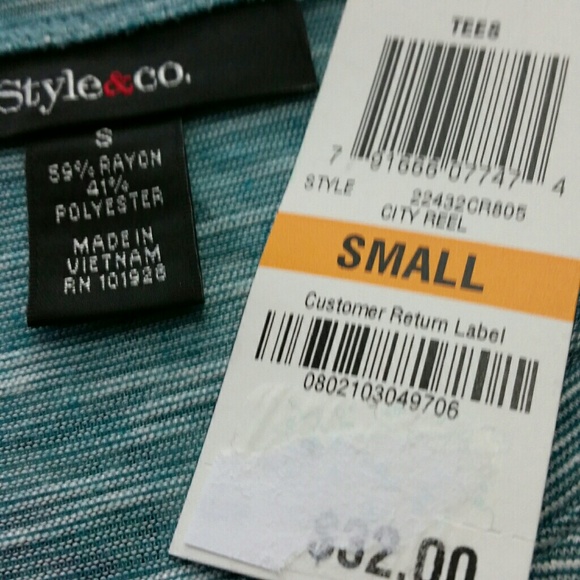 Style&co.
S
59% RAYON
41%
POLYESTER
MADE IN
VIETNAM
RN 101928
TEES
7 91666 07747 4
STYLE 22432CR805
CITY REEL
SMALL
Customer Return Label
0802103049706
$32.00